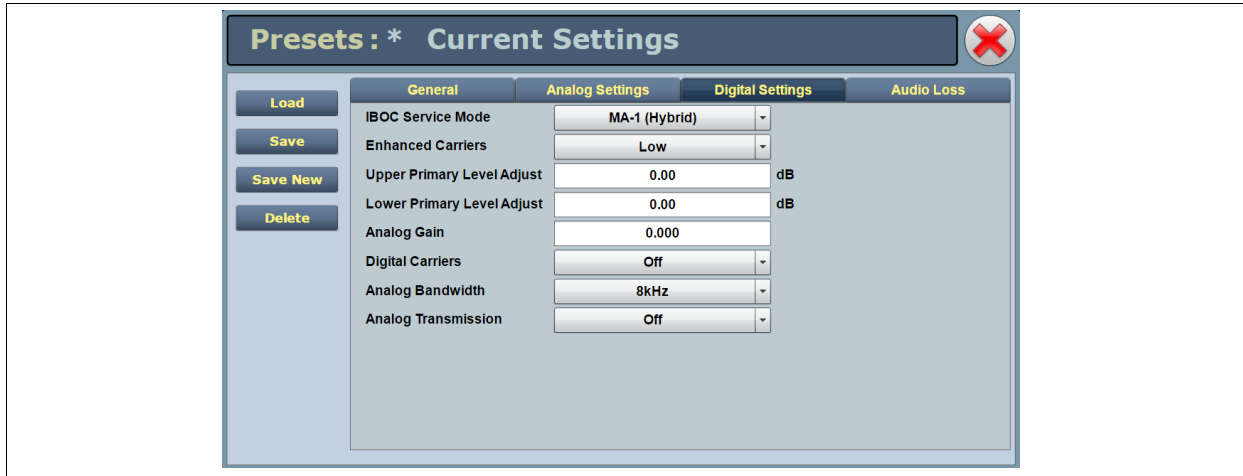 Presets: * Current Settings
General Analog Settings Digital Settings Audio Loss
Load
Save
Save New
Delete
IBOC Service Mode MA-1 (Hybrid)
Enhanced Carriers Low
Upper Primary Level Adjust 0.00 dB
Lower Primary Level Adjust 0.00 dB
Analog Gain 0.000
Digital Carriers Off
Analog Bandwidth 8kHz
Analog Transmission Off